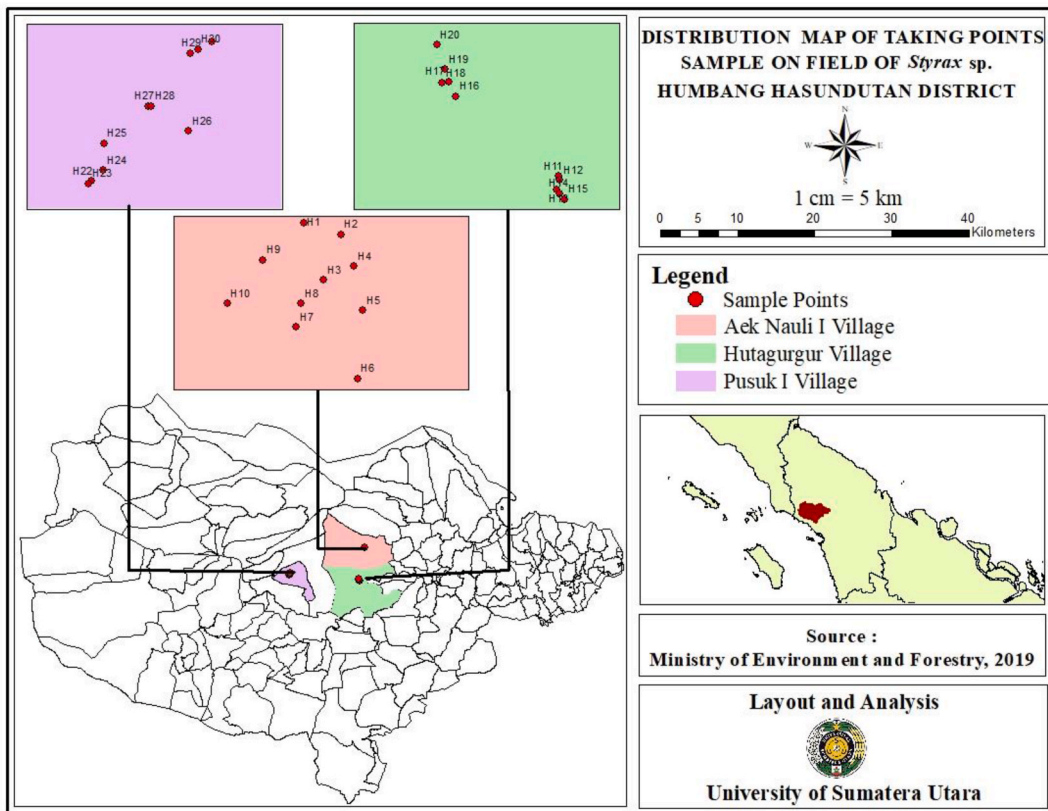 H29
H30
H27
H28
H26
H25
H24
H22
H23
H20
H19
H17
H18
H16
H11
H12
H14
H15
H1
H2
H9
H4
H3
H10
H8
H5
H7
H6
DISTRIBUTION MAP OF TAKING POINTS
SAMPLE ON FIELD OF Styrax sp.
HUMBANG HASUNDUTAN DISTRICT
N
W E
S
1 cm = 5 km
0 5 10 20 30 40
Kilometers
Legend
Sample Points
Aek Nauli I Village
Hutagurgur Village
Pusuk I Village
Source :
Ministry of Environment and Forestry, 2019
Layout and Analysis
University of Sumatera Utara